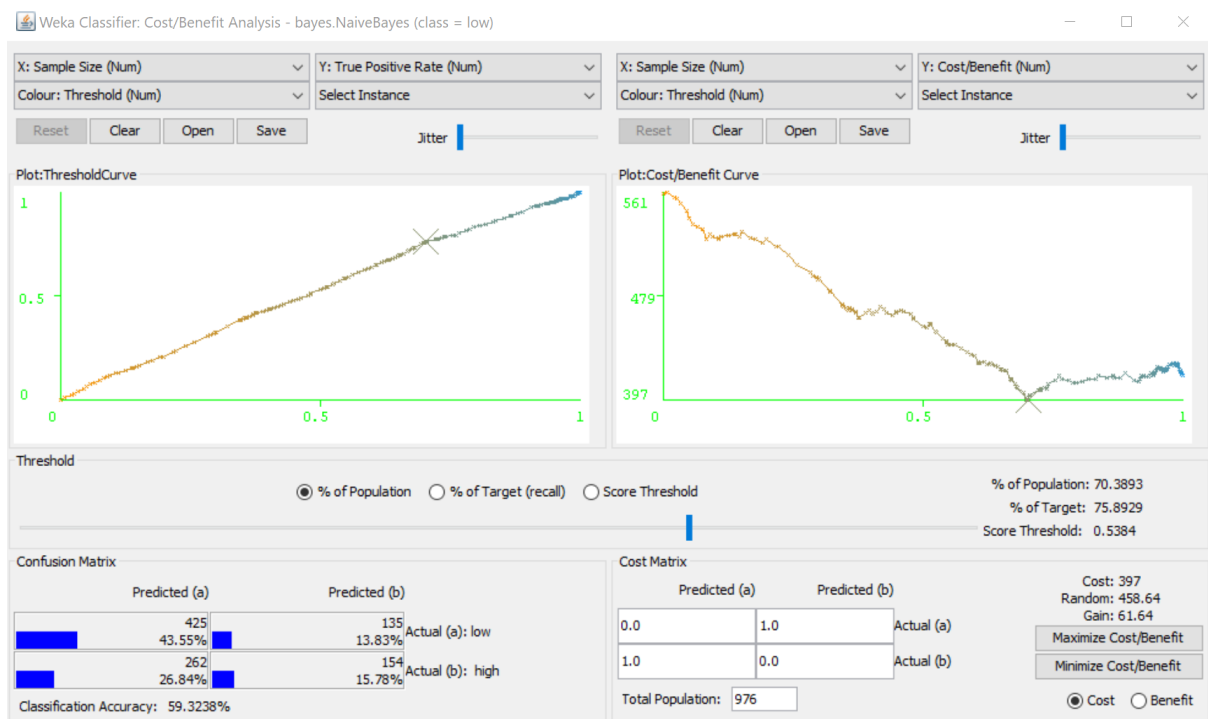 Weka Classifier: Cost/Benefit Analysis - bayes.NaiveBayes (class = low)
X: Sample Size (Num)
Y: True Positive Rate (Num)
Colour: Threshold (Num)
Select Instance
Reset
Clear
Open
Save
Jitter
Plot:ThresholdCurve
1
0.5
0
0
0.5
1
X: Sample Size (Num)
Y: Cost/Benefit (Num)
Colour: Threshold (Num)
Select Instance
Reset
Clear
Open
Save
Jitter
Plot:Cost/Benefit Curve
561
479
397
0
0.5
1
Threshold
% of Population
% of Target (recall)
Score Threshold
% of Population: 70.3893
% of Target: 75.8929
Score Threshold: 0.5384
Confusion Matrix
Predicted (a)
Predicted (b)
425
43.55%
135
13.83%
Actual (a): low
262
26.84%
154
15.78%
Actual (b): high
Classification Accuracy: 59.3238%
Cost Matrix
Predicted (a)
Predicted (b)
0.0
1.0
Actual (a)
1.0
0.0
Actual (b)
Total Population: 976
Cost: 397
Random: 458.64
Gain: 61.64
Maximize Cost/Benefit
Minimize Cost/Benefit
Cost
Benefit